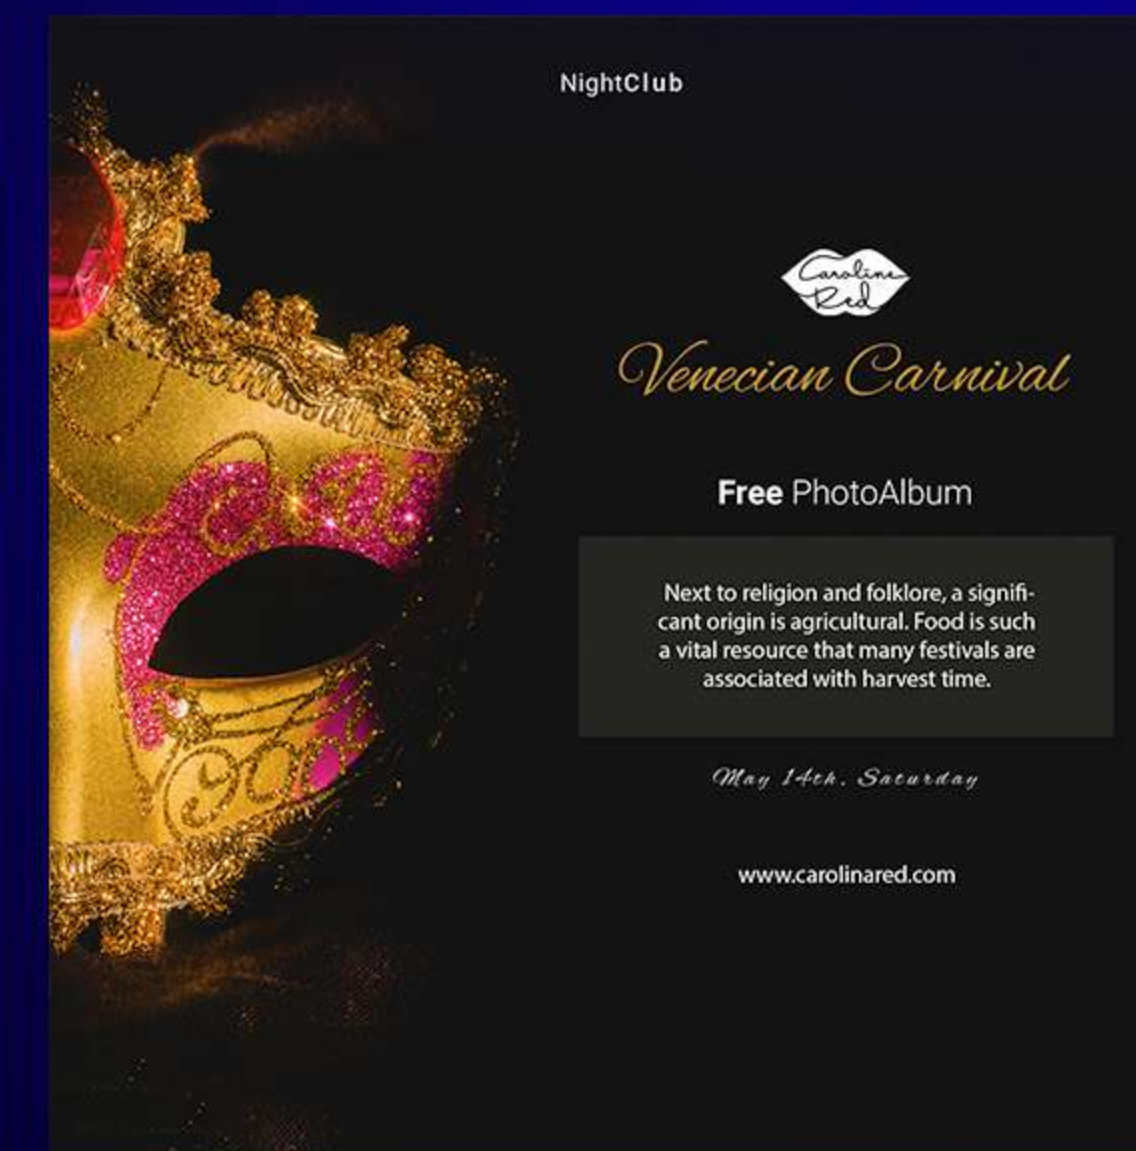 NightClub
Caroline
Red
Venecian Carnival
Free PhotoAlbum
Next to religion and folklore, a signifi-
cant origin is agricultural. Food is such
a vital resource that many festivals are
associated with harvest time.
May 14th, Saturday
www.carolinared.com